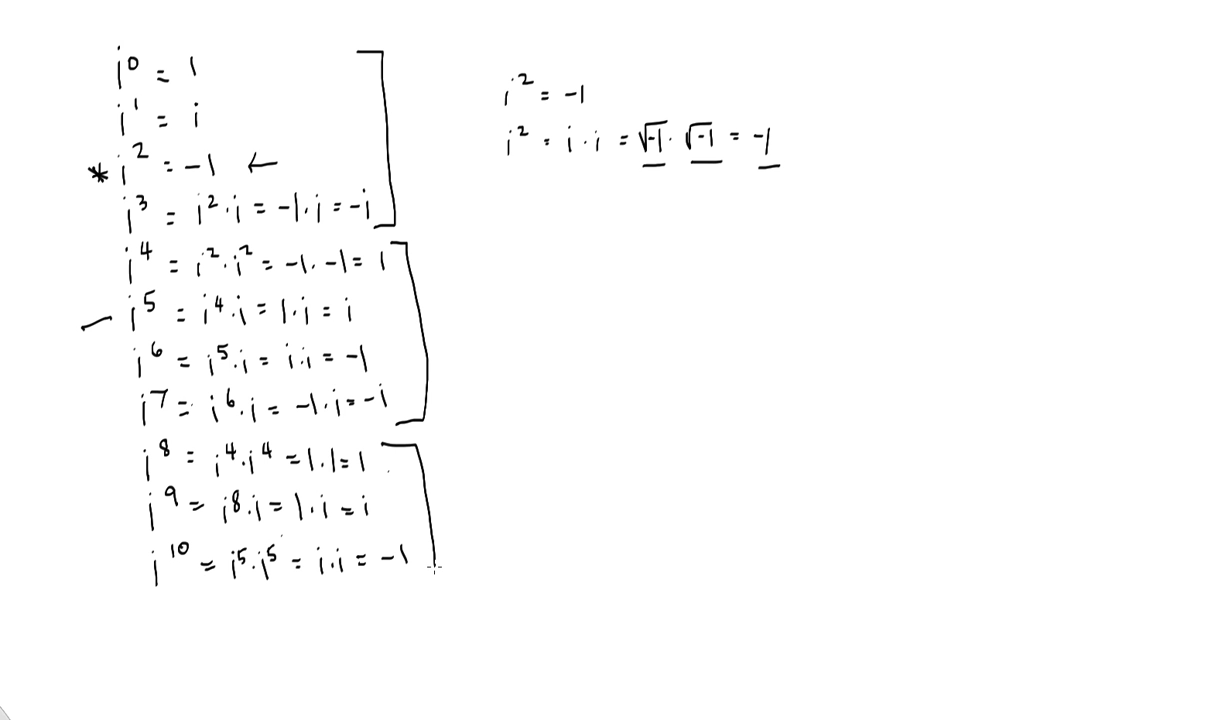 i⁰ = 1
i¹ = i
* i² = -1 ←
i³ = i²·i = -1·i = -i
i⁴ = i²·i² = -1·-1 = 1
i⁵ = i⁴·i = 1·i = i
i⁶ = i⁵·i = i·i = -1
i⁷ = i⁶·i = -1·i = -i
i⁸ = i⁴·i⁴ = 1·1 = 1
i⁹ = i⁸·i = 1·i = i
i¹⁰ = i⁵·i⁵ = i·i = -1
i² = -1
i² = i·i = √-1·√-1 = -1